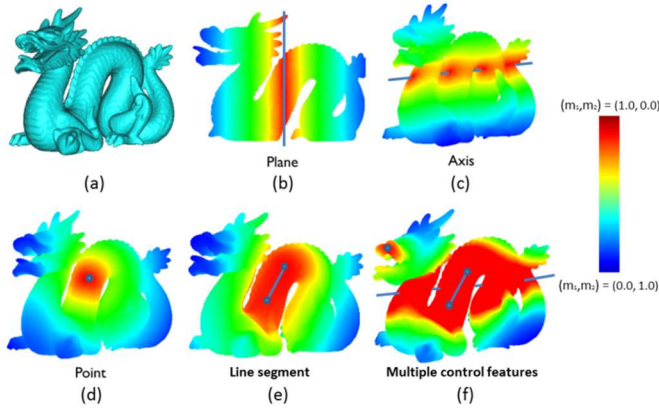 (a)
Plane
(b)
Axis
(c)
(m₁,m₂) = (1.0, 0.0)
(m₁,m₂) = (0.0, 1.0)
Point
(d)
Line segment
(e)
Multiple control features
(f)